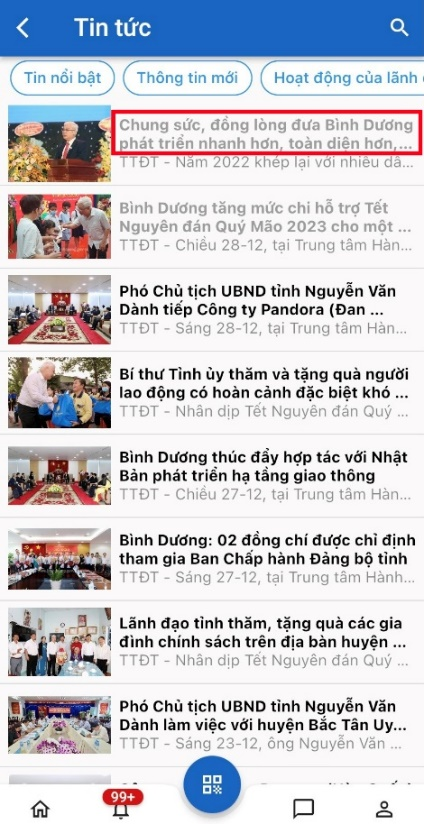 Tin tức
Tin nổi bật
Thông tin mới
Hoạt động của lãnh
Chung sức, đồng lòng đưa Bình Dương
phát triển nhanh hơn, toàn diện hơn,...
TTĐT - Năm 2022 khép lại với nhiều dấ...
Bình Dương tăng mức chi hỗ trợ Tết
Nguyên đán Quý Mão 2023 cho một ...
TTĐT - Chiều 28-12, tại Trung tâm Hàn...
Phó Chủ tịch UBND tỉnh Nguyễn Văn
Dành tiếp Công ty Pandora (Đan ...
TTĐT - Sáng 28-12, tại Trung tâm Hàn...
Bí thư Tỉnh ủy thăm và tặng quà người
lao động có hoàn cảnh đặc biệt khó ...
TTĐT - Nhân dịp Tết Nguyên đán Quý ...
Bình Dương thúc đẩy hợp tác với Nhật
Bản phát triển hạ tầng giao thông
TTĐT - Chiều 27-12, tại Trung tâm Hàn...
Bình Dương: 02 đồng chí được chỉ định
tham gia Ban Chấp hành Đảng bộ tỉnh
TTĐT - Sáng 27-12, tại Trung tâm Hành...
Lãnh đạo tỉnh thăm, tặng quà các gia
đình chính sách trên địa bàn huyện ...
TTĐT - Nhân dịp Tết Nguyên đán Quý ...
Phó Chủ tịch UBND tỉnh Nguyễn Văn
Dành làm việc với huyện Bắc Tân Uy...
TTĐT - Sáng 23-12, ông Nguyễn Văn ...
99+